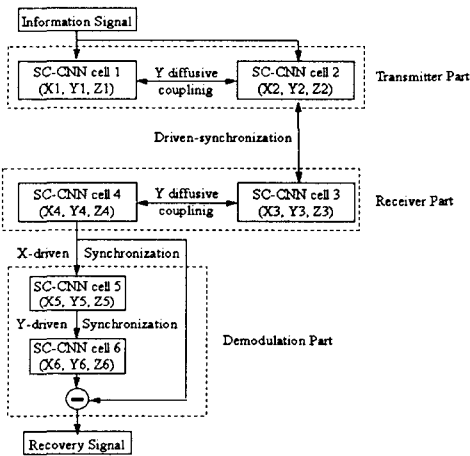 Information Signal
SC-CNN cell 1
(X1, Y1, Z1)
Y diffusive
couplinig
SC-CNN cell 2
(X2, Y2, Z2)
Transmitter Part
Driven-synchronization
SC-CNN cell 4
(X4, Y4, Z4)
Y diffusive
couplinig
SC-CNN cell 3
(X3, Y3, Z3)
Receiver Part
X-driven Synchronization
SC-CNN cell 5
(X5, Y5, Z5)
Y-driven Synchronization
SC-CNN cell 6
(X6, Y6, Z6)
Demodulation Part
Recovery Signal